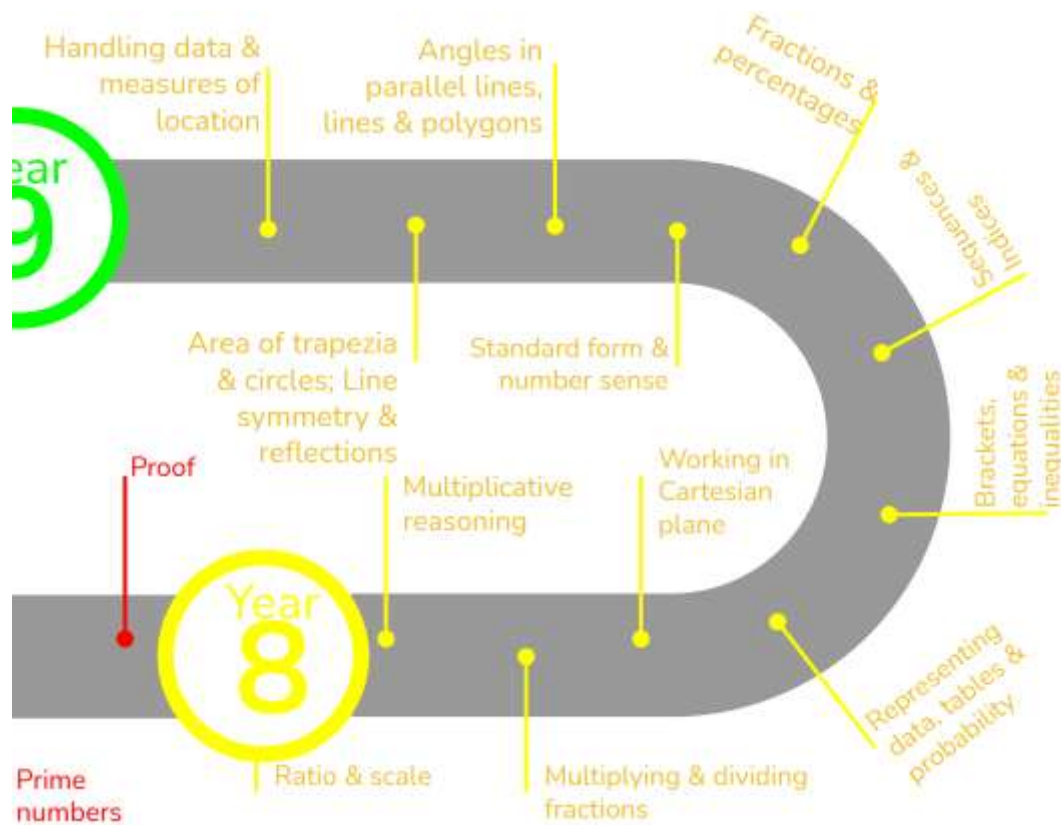 Handling data &
measures of
location
Angles in
parallel lines,
lines & polygons
Fractions &
percentages
Sequences &
Indices
ear
9
Area of trapezia
& circles; Line
symmetry &
reflections
Standard form &
number sense
Brackets,
equations &
inequalities
Proof
Multiplicative
reasoning
Working in
Cartesian
plane
Year
8
Representing
data, tables &
probability
Prime
numbers
Ratio & scale
Multiplying & dividing
fractions